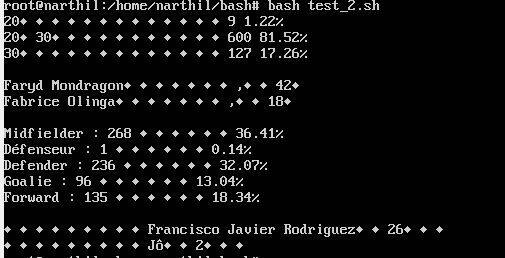 root@narthil:/home/narthil/bash# bash test_2.sh
20♦ ♦ ♦ ♦ ♦ ♦ ♦ ♦ ♦ ♦ ♦ 9 1.22%
20♦ 30♦ ♦ ♦ ♦ ♦ ♦ ♦ ♦ ♦ 600 81.52%
30♦ ♦ ♦ ♦ ♦ ♦ ♦ ♦ ♦ ♦ ♦ 127 17.26%
Faryd Mondragon♦ ♦ ♦ ♦ ♦ ♦ ♦ ,♦ ♦ 42♦
Fabrice Olinga♦ ♦ ♦ ♦ ♦ ♦ ♦ ,♦ ♦ 18♦
Midfielder : 268 ♦ ♦ ♦ ♦ ♦ ♦ 36.41%
Défenseur : 1 ♦ ♦ ♦ ♦ ♦ ♦ 0.14%
Defender : 236 ♦ ♦ ♦ ♦ ♦ ♦ 32.07%
Goalie : 96 ♦ ♦ ♦ ♦ ♦ ♦ 13.04%
Forward : 135 ♦ ♦ ♦ ♦ ♦ ♦ 18.34%
♦ ♦ ♦ ♦ ♦ ♦ ♦ ♦ ♦ Francisco Javier Rodriguez♦ ♦ 26♦ ♦ ♦
♦ ♦ ♦ ♦ ♦ ♦ ♦ ♦ ♦ Jô♦ ♦ 2♦ ♦ ♦